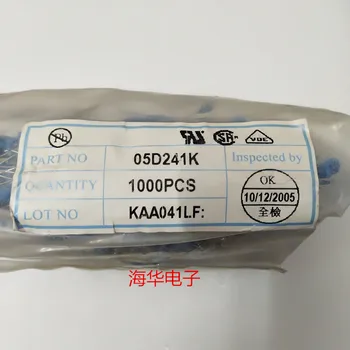 Pb
PART NO 05D241K Inspected by
QUANTITY 1000PCS OK
10/12/2005
LOT NO KAA041LF: 全檢
海华电子